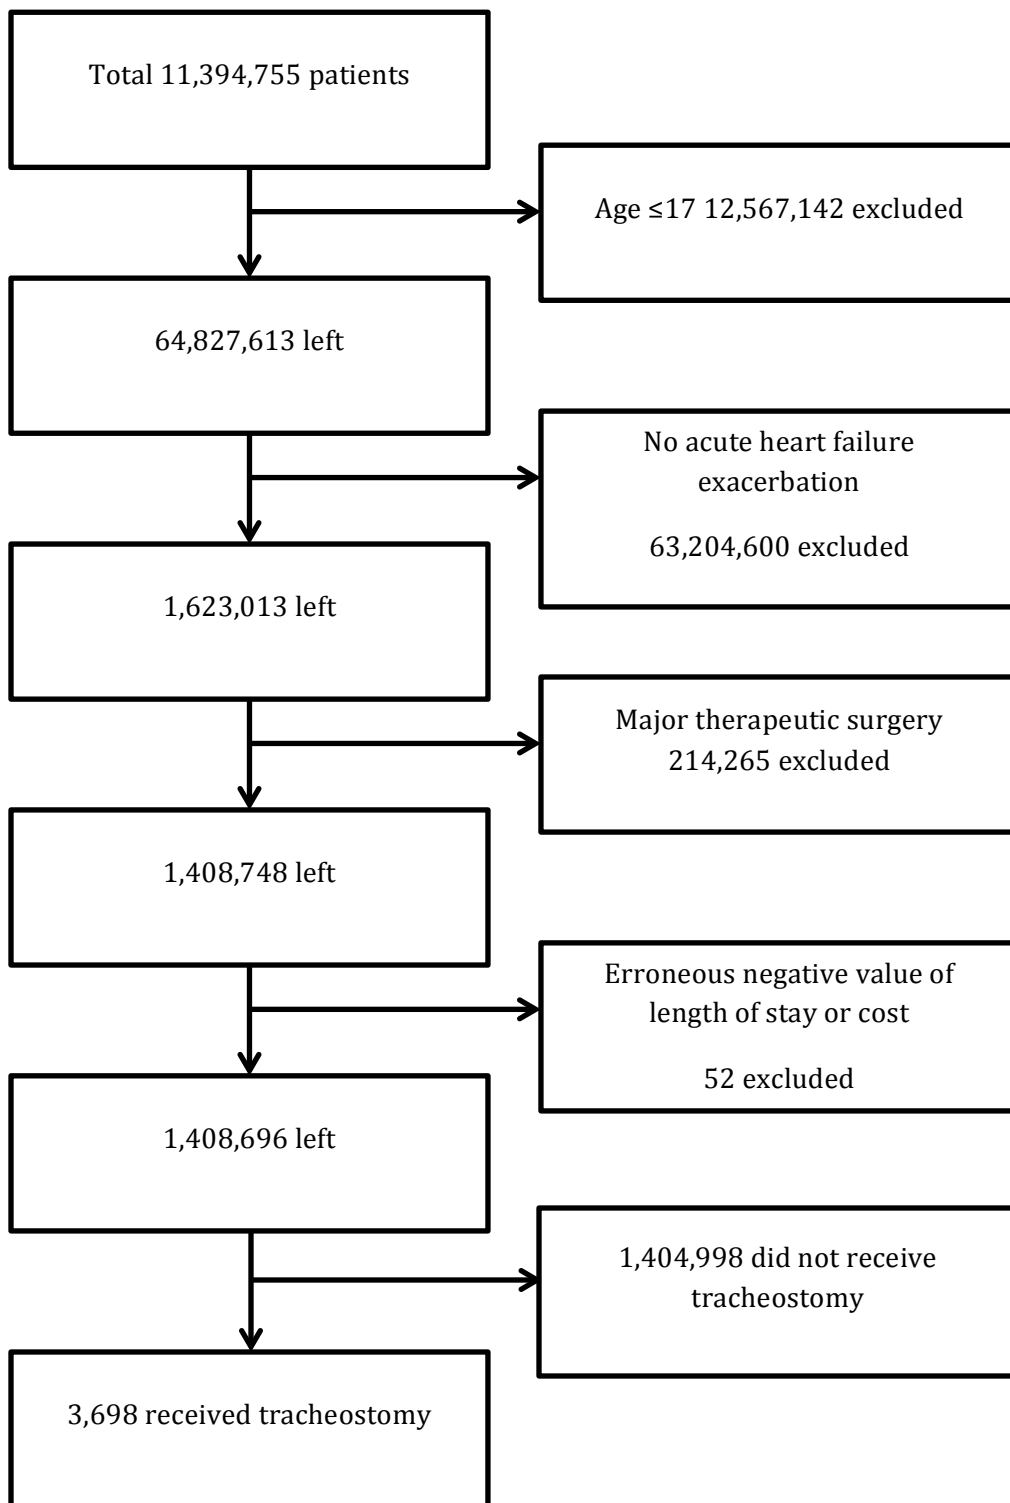 Total 11,394,755 patients
Age ≤17 12,567,142 excluded
64,827,613 left
No acute heart failure
exacerbation
63,204,600 excluded
1,623,013 left
Major therapeutic surgery
214,265 excluded
1,408,748 left
Erroneous negative value of
length of stay or cost
52 excluded
1,408,696 left
1,404,998 did not receive
tracheostomy
3,698 received tracheostomy